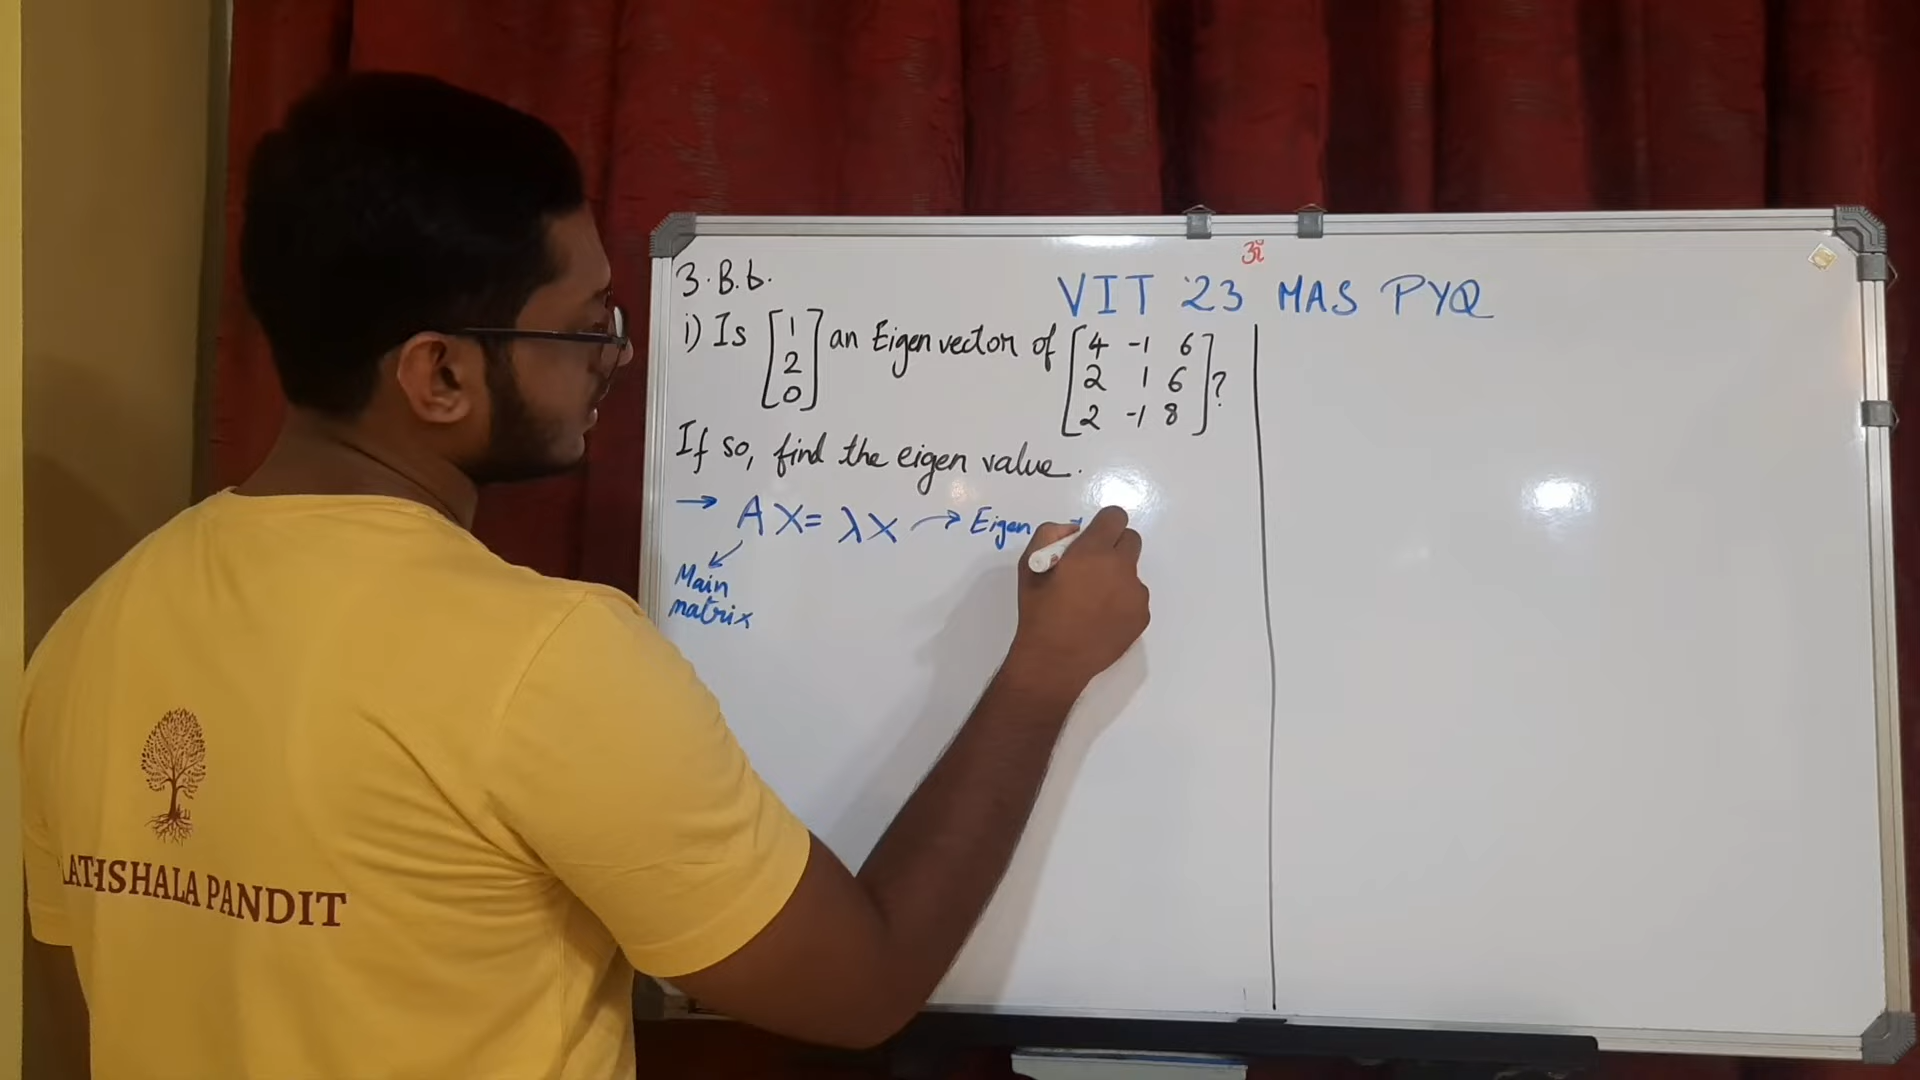 ॐ
VIT '23 MAS PYQ
3.B.b.
i) Is [1 2 0] an Eigen vector of [4 -1 6
2 1 6
2 -1 8]?
If so, find the eigen value.
→ AX = λX → Eigen
Main
matrix
PANDIT